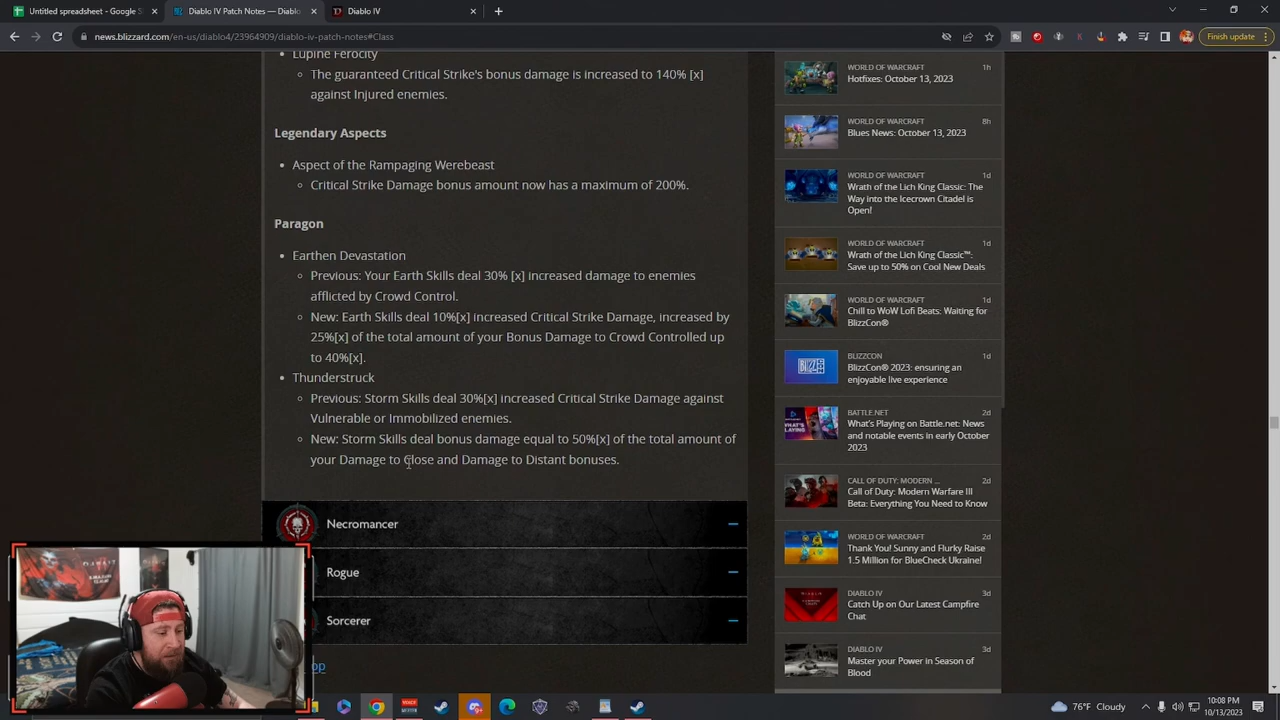 Untitled spreadsheet - Google S
Diablo IV Patch Notes — Diablo
Diablo IV
news.blizzard.com/en-us/diablo4/23964909/diablo-iv-patch-notes#Class
Finish update
Lupine Ferocity
The guaranteed Critical Strike's bonus damage is increased to 140% [x]
against Injured enemies.
Legendary Aspects
Aspect of the Rampaging Werebeast
Critical Strike Damage bonus amount now has a maximum of 200%.
Paragon
Earthen Devastation
Previous: Your Earth Skills deal 30% [x] increased damage to enemies
afflicted by Crowd Control.
New: Earth Skills deal 10%[x] increased Critical Strike Damage, increased by
25%[x] of the total amount of your Bonus Damage to Crowd Controlled up
to 40%[x].
Thunderstruck
Previous: Storm Skills deal 30%[x] increased Critical Strike Damage against
Vulnerable or Immobilized enemies.
New: Storm Skills deal bonus damage equal to 50%[x] of the total amount of
your Damage to Close and Damage to Distant bonuses.
Necromancer
Rogue
Sorcerer
op
WORLD OF WARCRAFT 1h
Hotfixes: October 13, 2023
WORLD OF WARCRAFT 8h
Blues News: October 13, 2023
WORLD OF WARCRAFT 1d
Wrath of the Lich King Classic: The
Way into the Icecrown Citadel is
Open!
WORLD OF WARCRAFT 1d
Wrath of the Lich King Classic™:
Save up to 50% on Cool New Deals
WORLD OF WARCRAFT 1d
Chill to WoW Lofi Beats: Waiting for
BlizzCon®
BLIZZCON 1d
BlizzCon® 2023: ensuring an
enjoyable live experience
BATTLE.NET 2d
What's Playing on Battle.net: News
and notable events in early October
2023
CALL OF DUTY: MODERN ... 2d
Call of Duty: Modern Warfare III
Beta: Everything You Need to Know
WORLD OF WARCRAFT 2d
Thank You! Sunny and Flurky Raise
1.5 Million for BlueCheck Ukraine!
DIABLO IV 3d
Catch Up on Our Latest Campfire
Chat
DIABLO IV 3d
Master your Power in Season of
Blood
76°F Cloudy
10:08 PM
10/13/2023